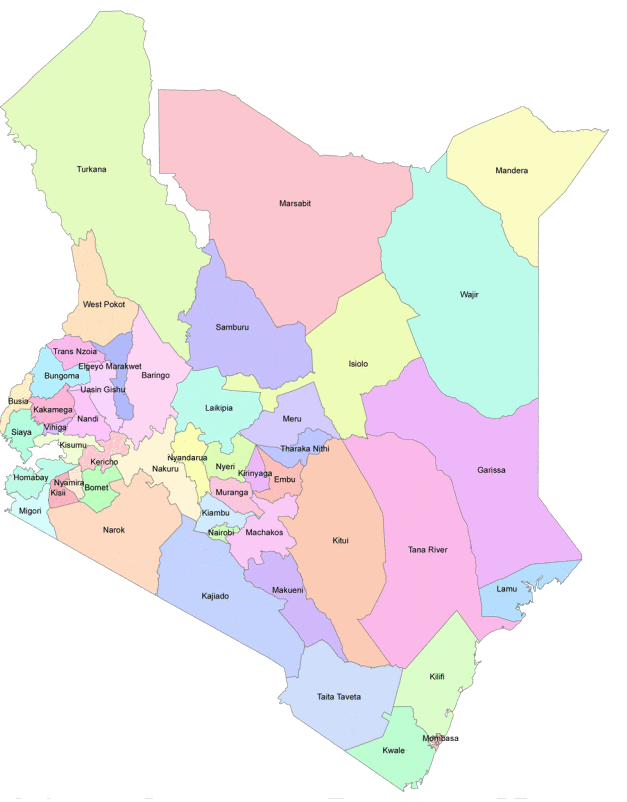 Turkana
Mandera
Marsabit
Wajir
West Pokot
Samburu
Trans Nzoia
Isiolo
Elgeyo Marakwet
Bungoma
Baringo
Uasin Gishu
Busia
Kakamega
Laikipia
Nandi
Meru
Vihiga
Siaya
Kisumu
Tharaka Nithi
Nyandarua
Kericho
Nyeri
Nakuru
Garissa
Kirinyaga
Homabay
Embu
Nyamira
Bomet
Kisii
Muranga
Migori
Kiambu
Narok
Nairobi
Machakos
Kitui
Tana River
Lamu
Makueni
Kajiado
Kilifi
Taita Taveta
Mombasa
Kwale